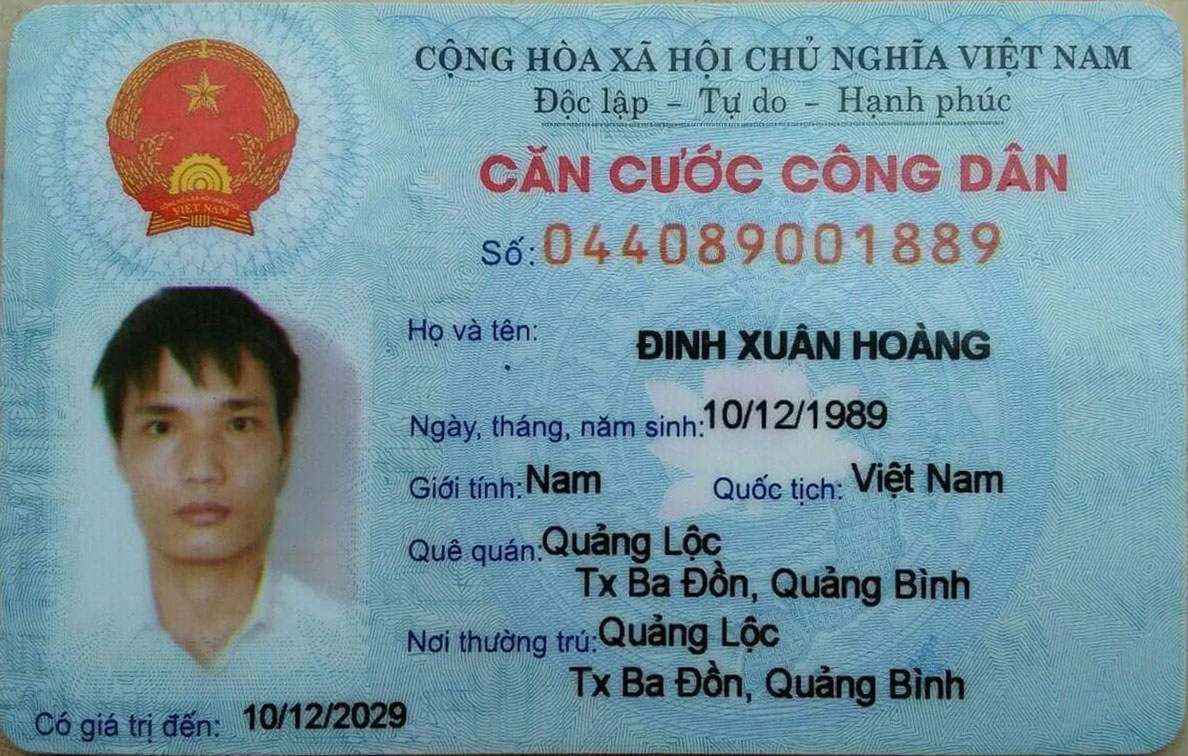 CỘNG HÒA XÃ HỘI CHỦ NGHĨA VIỆT NAM
Độc lập - Tự do - Hạnh phúc
CĂN CƯỚC CÔNG DÂN
Số: 044089001889
Họ và tên: ĐINH XUÂN HOÀNG
Ngày, tháng, năm sinh: 10/12/1989
Giới tính: Nam Quốc tịch: Việt Nam
Quê quán: Quảng Lộc
Tx Ba Đồn, Quảng Bình
Nơi thường trú: Quảng Lộc
Tx Ba Đồn, Quảng Bình
Có giá trị đến: 10/12/2029
VIỆT NAM